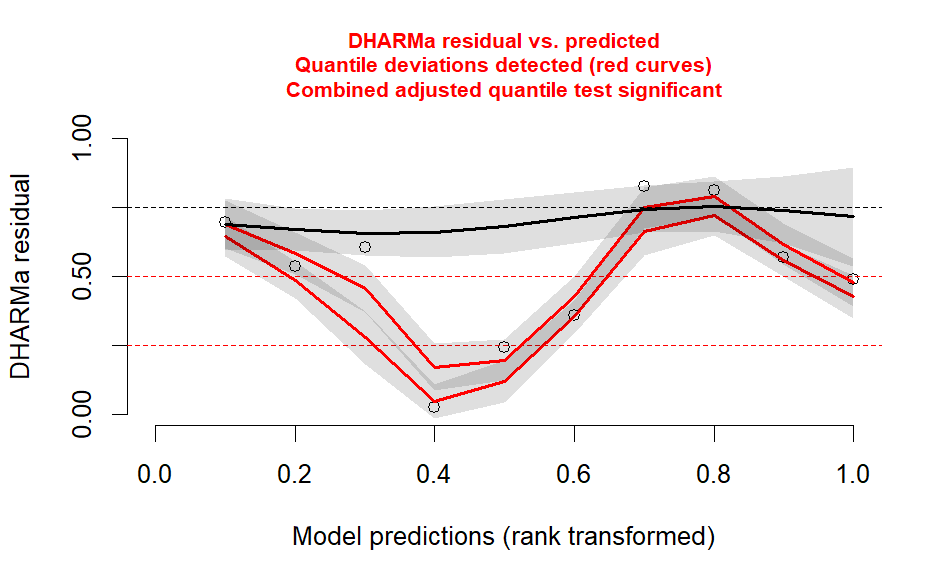 DHARMa residual vs. predicted
Quantile deviations detected (red curves)
Combined adjusted quantile test significant
1.00
0.50
0.00
DHARMa residual
0.0 0.2 0.4 0.6 0.8 1.0
Model predictions (rank transformed)